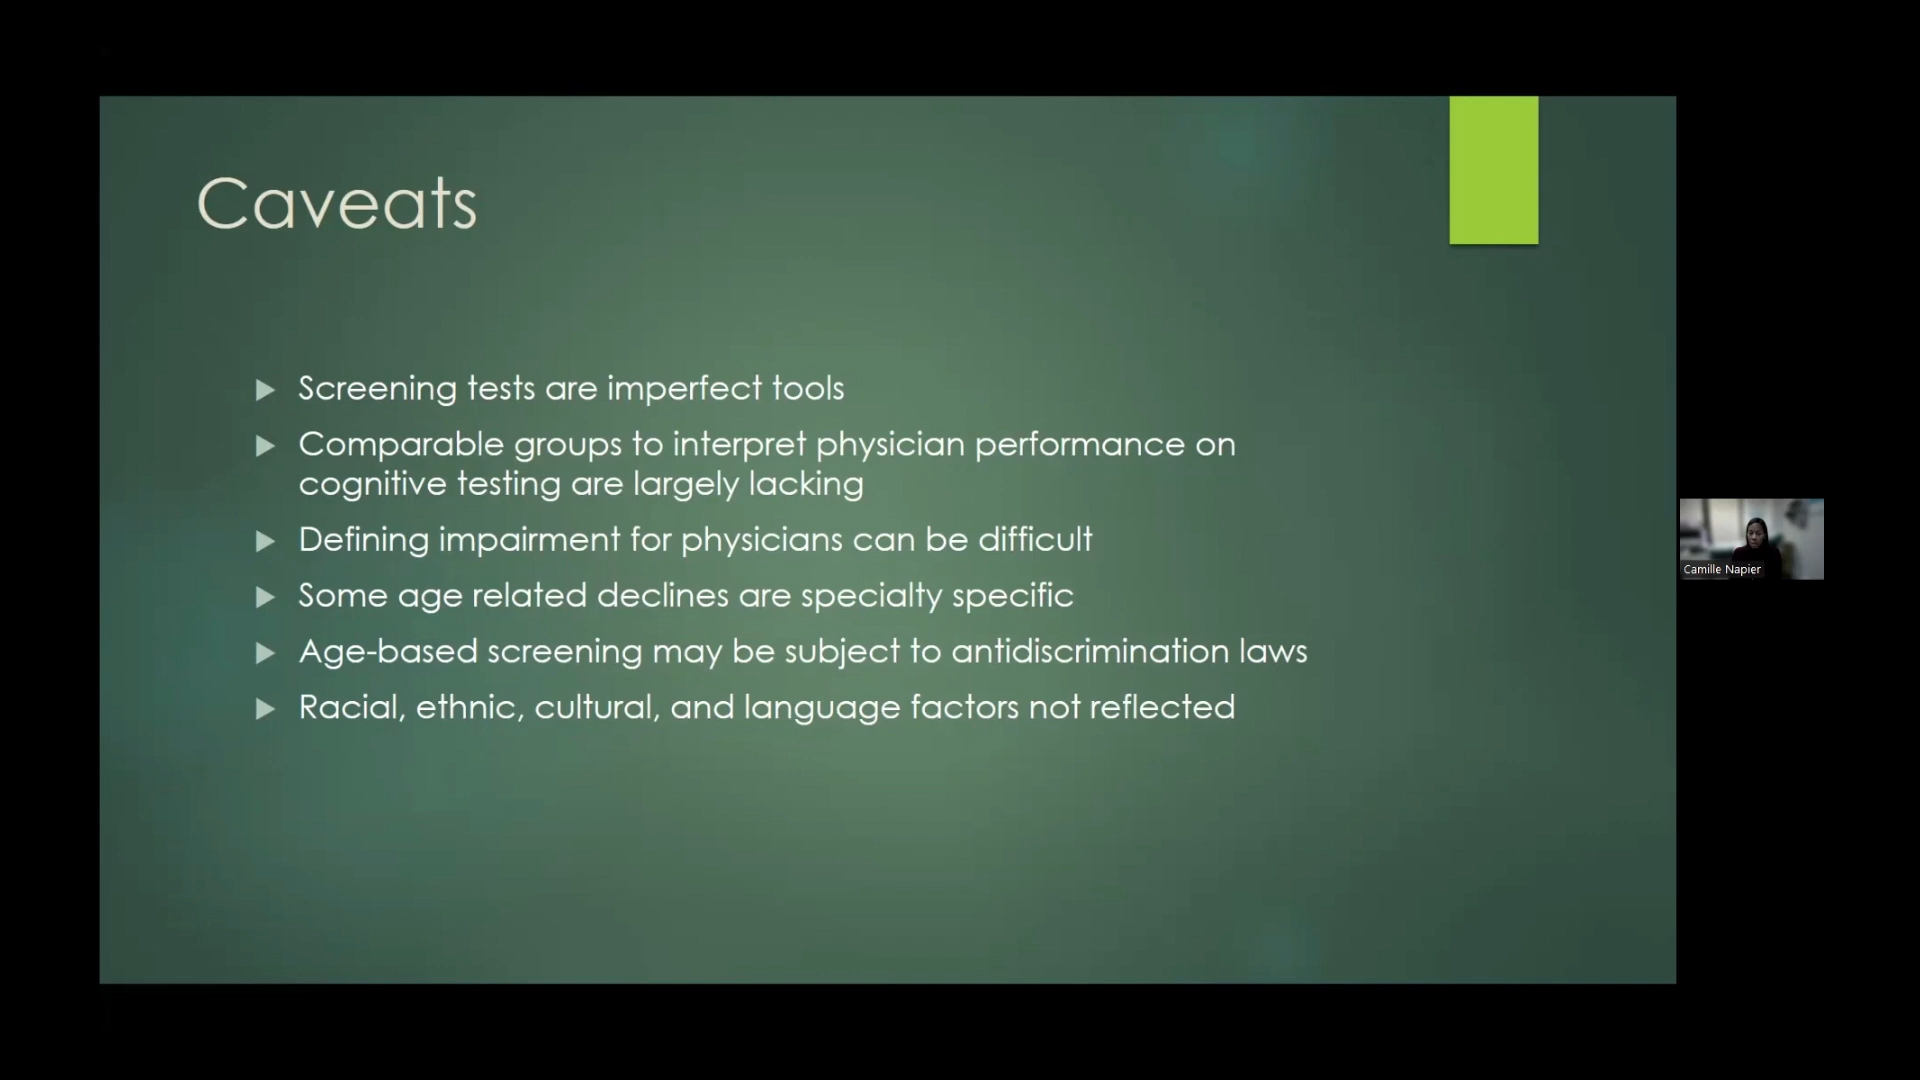 Caveats
Screening tests are imperfect tools
Comparable groups to interpret physician performance on
cognitive testing are largely lacking
Defining impairment for physicians can be difficult
Some age related declines are specialty specific
Age-based screening may be subject to antidiscrimination laws
Racial, ethnic, cultural, and language factors not reflected
Camille Napier